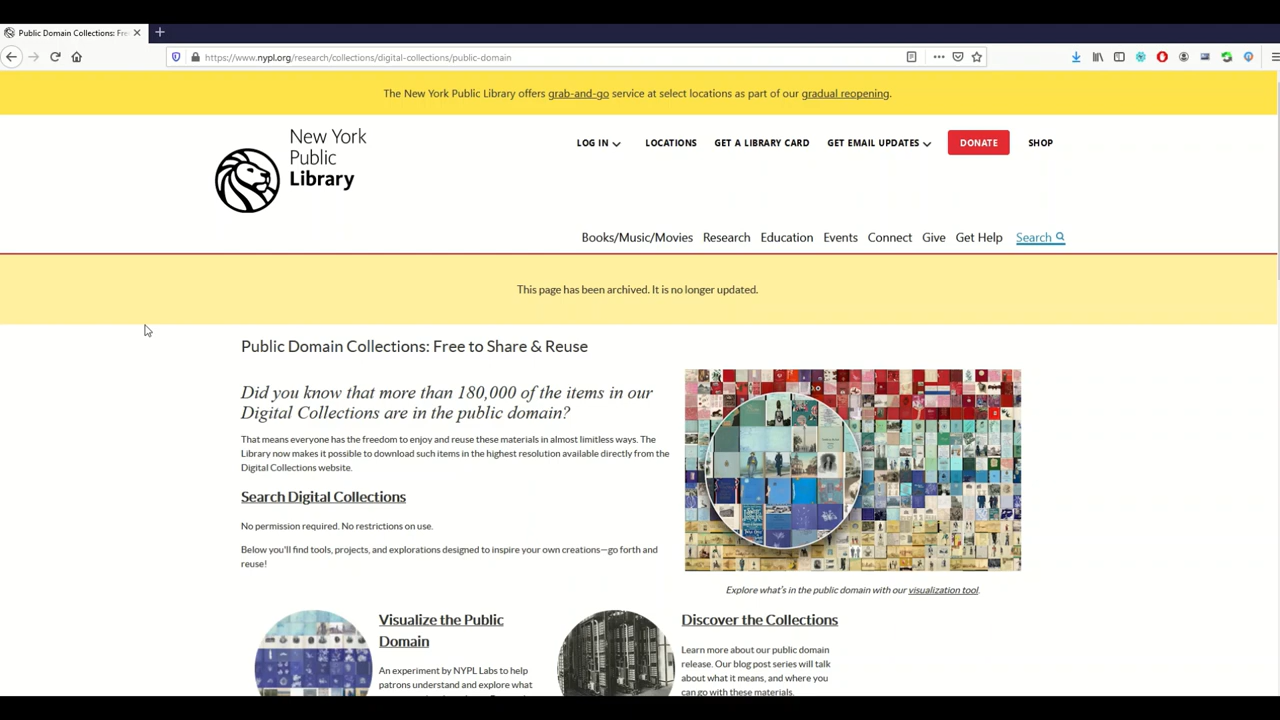 Public Domain Collections: Fre
https://www.nypl.org/research/collections/digital-collections/public-domain
The New York Public Library offers grab-and-go service at select locations as part of our gradual reopening.
New York
Public
Library
LOG IN
LOCATIONS
GET A LIBRARY CARD
GET EMAIL UPDATES
DONATE
SHOP
Books/Music/Movies
Research
Education
Events
Connect
Give
Get Help
Search
This page has been archived. It is no longer updated.
Public Domain Collections: Free to Share & Reuse
Did you know that more than 180,000 of the items in our
Digital Collections are in the public domain?
That means everyone has the freedom to enjoy and reuse these materials in almost limitless ways. The
Library now makes it possible to download such items in the highest resolution available directly from the
Digital Collections website.
Search Digital Collections
No permission required. No restrictions on use.
Below you'll find tools, projects, and explorations designed to inspire your own creations—go forth and
reuse!
Explore what's in the public domain with our visualization tool.
Visualize the Public
Domain
An experiment by NYPL Labs to help
patrons understand and explore what
Discover the Collections
Learn more about our public domain
release. Our blog post series will talk
about what it means, and where you
can go with these materials.